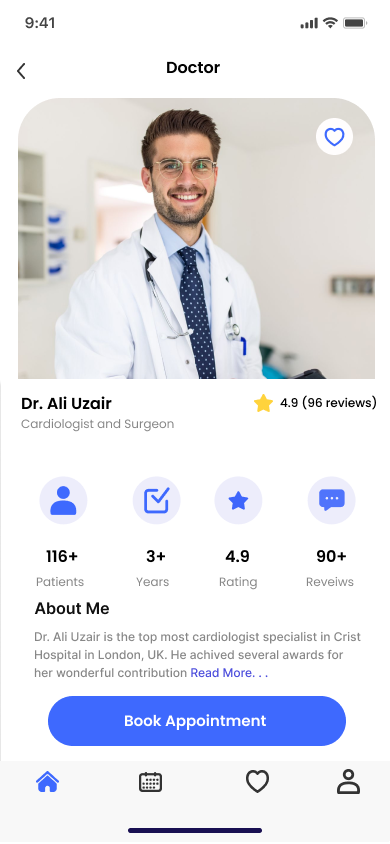 9:41
Doctor
Dr. Ali Uzair
4.9 (96 reviews)
Cardiologist and Surgeon
116+ 3+ 4.9 90+
Patients Years Rating Reveiws
About Me
Dr. Ali Uzair is the top most cardiologist specialist in Crist
Hospital in London, UK. He achived several awards for
her wonderful contribution Read More. . .
Book Appointment